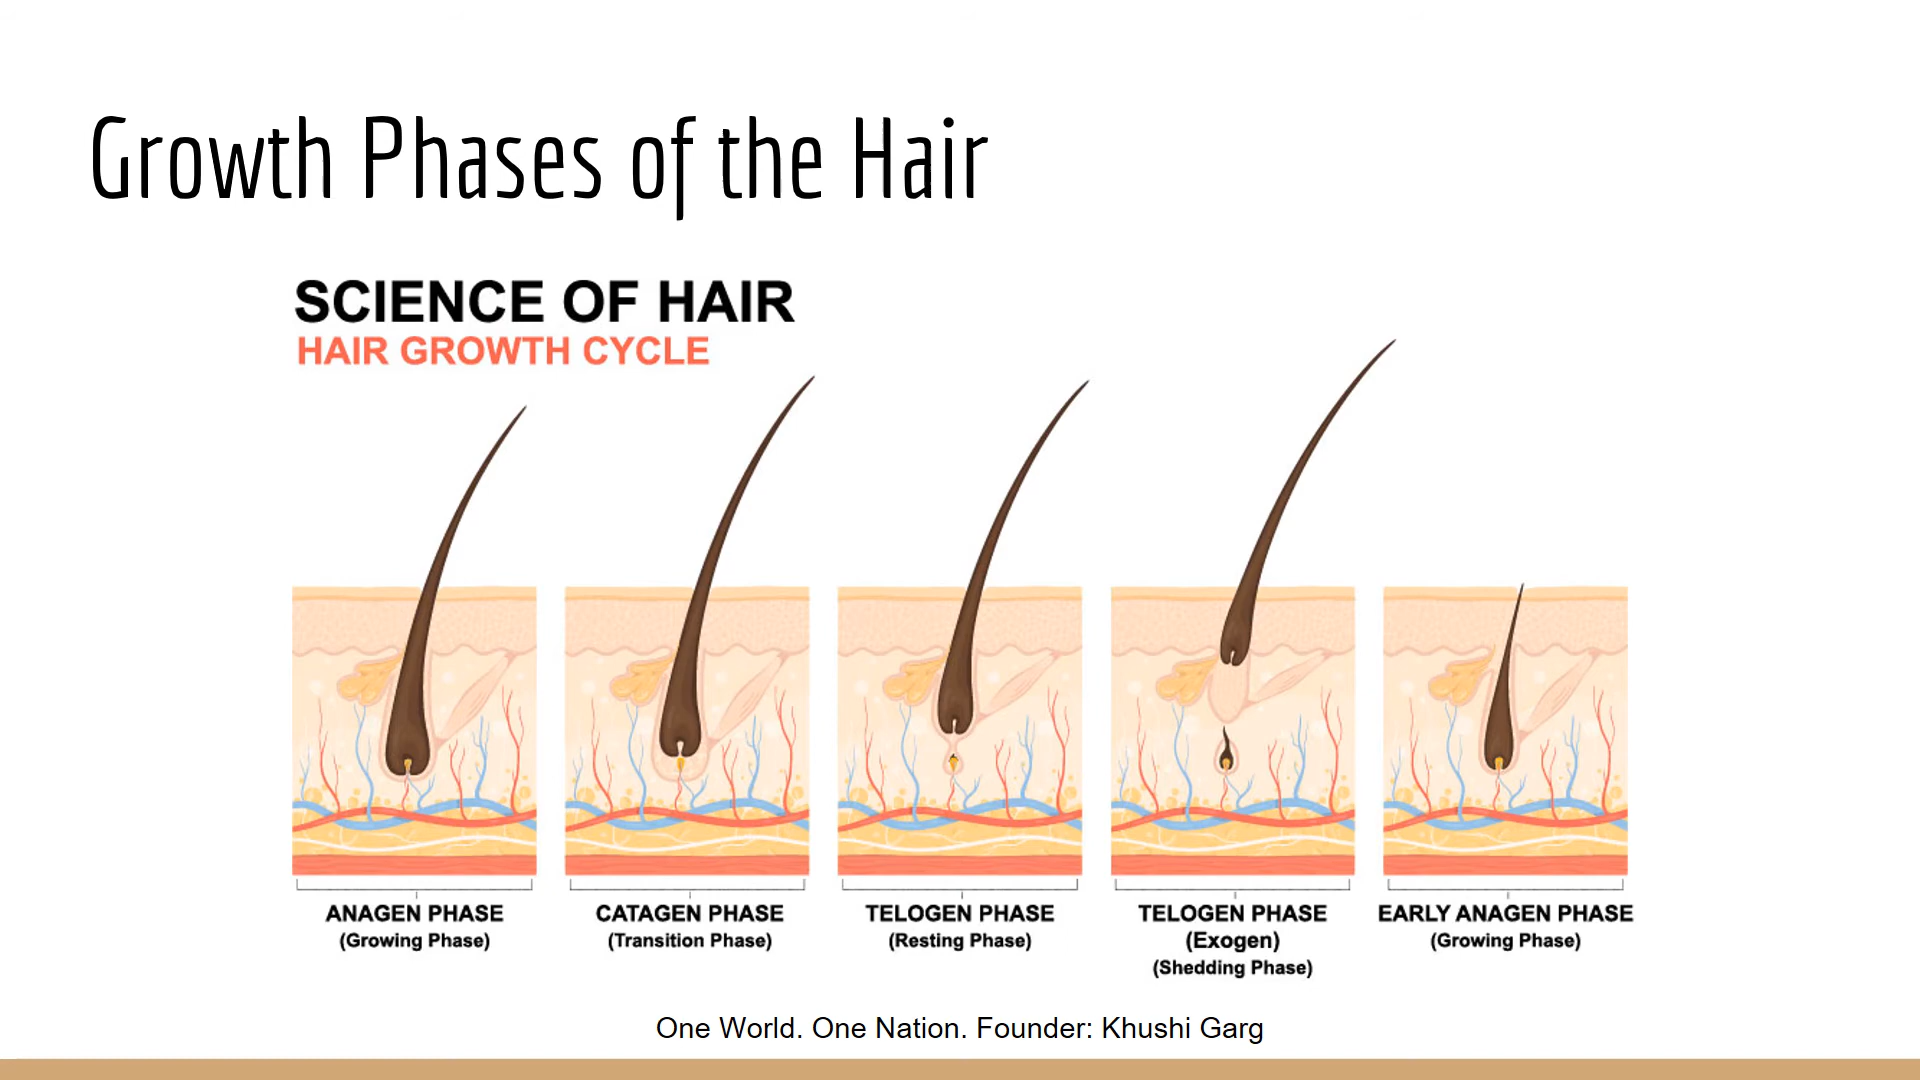 Growth Phases of the Hair
SCIENCE OF HAIR
HAIR GROWTH CYCLE
ANAGEN PHASE
(Growing Phase)
CATAGEN PHASE
(Transition Phase)
TELOGEN PHASE
(Resting Phase)
TELOGEN PHASE
(Exogen)
(Shedding Phase)
EARLY ANAGEN PHASE
(Growing Phase)
One World. One Nation. Founder: Khushi Garg